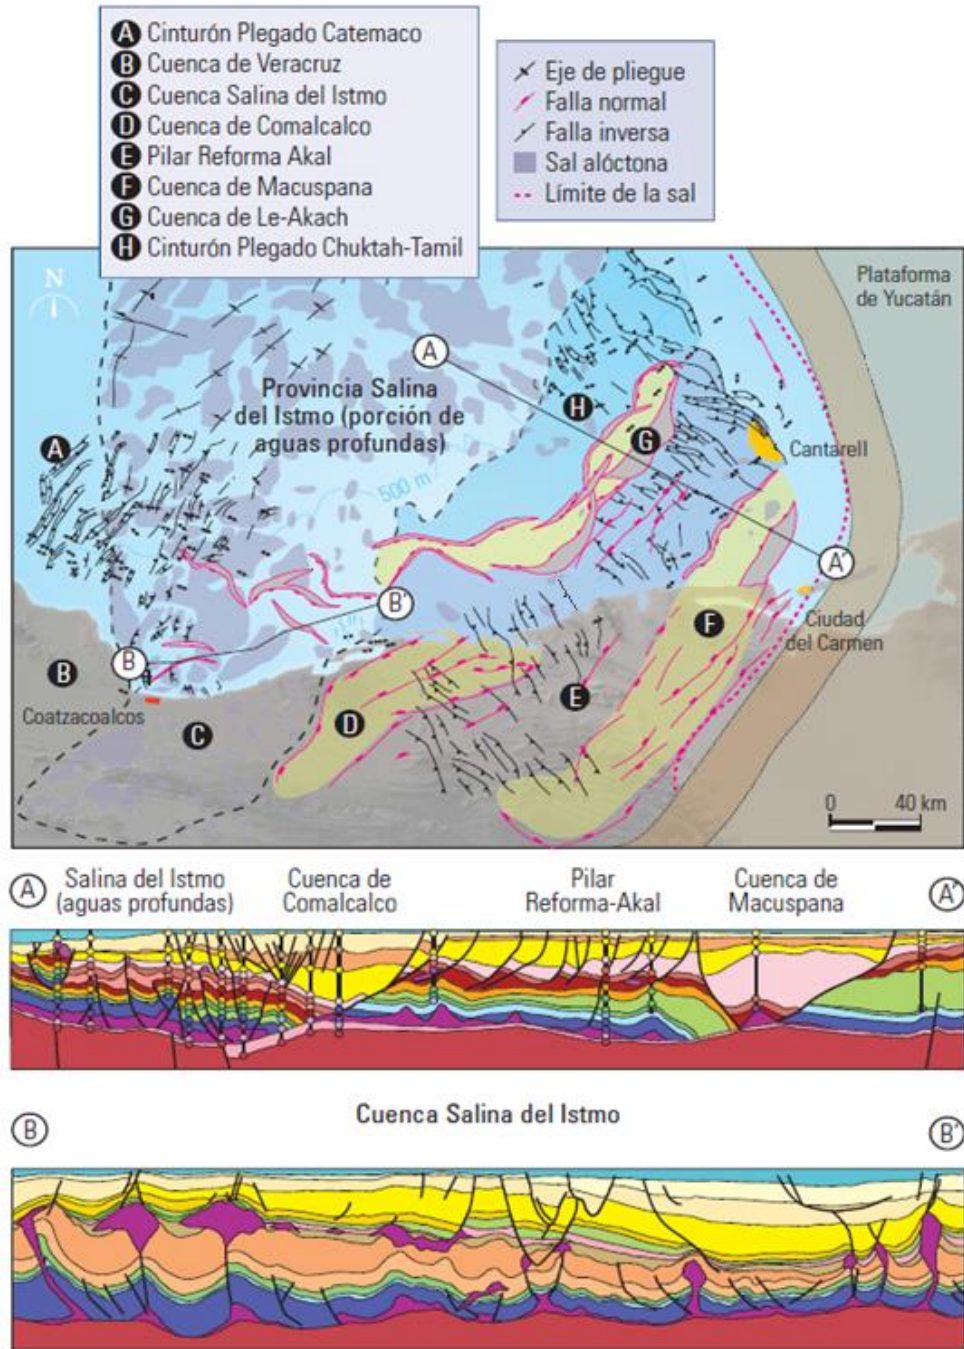 A Cinturón Plegado Catemaco
B Cuenca de Veracruz
C Cuenca Salina del Istmo
D Cuenca de Comalcalco
E Pilar Reforma Akal
F Cuenca de Macuspana
G Cuenca de Le-Akach
H Cinturón Plegado Chuktah-Tamil
Eje de pliegue
Falla normal
Falla inversa
Sal alóctona
Límite de la sal
N
Plataforma
de Yucatán
A
Provincia Salina
del Istmo (porción de
aguas profundas)
H
G
A
Cantarell
500 m
A'
B'
F
Ciudad
del Carmen
B
B
E
Coatzacoalcos
C
D
0 40 km
A
Salina del Istmo
(aguas profundas)
Cuenca de
Comalcalco
Pilar
Reforma-Akal
Cuenca de
Macuspana
A'
B
Cuenca Salina del Istmo
B'